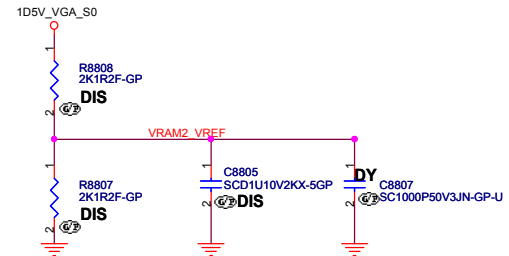 1D5V_VGA_S0
1
R8808
2K1R2F-GP
DIS
2
G/P
VRAM2_VREF
1
R8807
2K1R2F-GP
DIS
2
G/P
1
C8805
SCD1U10V2KX-5GP
2
G/P
DIS
1
DY
C8807
2
G/P
SC1000P50V3JN-GP-U